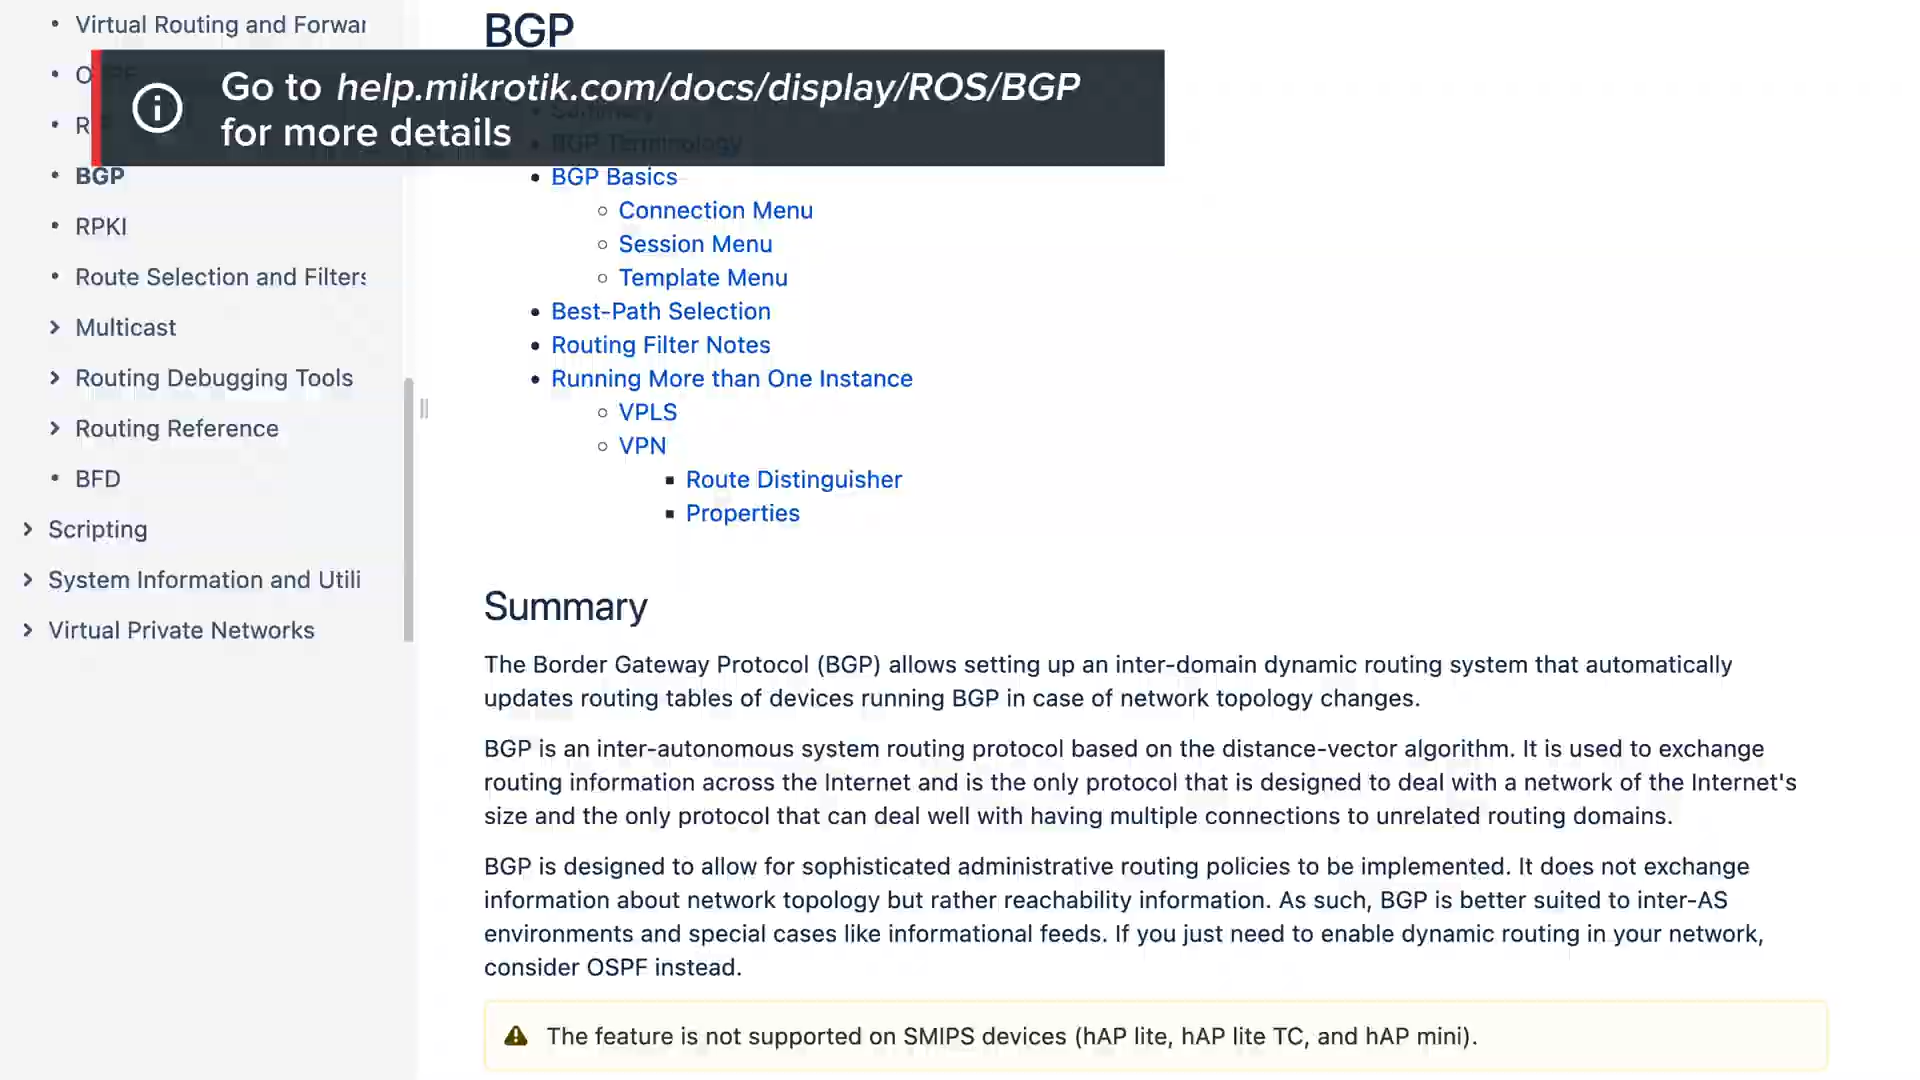 Virtual Routing and Forwar
BGP
RPKI
Route Selection and Filters
Multicast
Routing Debugging Tools
Routing Reference
BFD
Scripting
System Information and Utili
Virtual Private Networks
Go to help.mikrotik.com/docs/display/ROS/BGP
for more details
BGP
Summary
BGP Terminology
BGP Basics
Connection Menu
Session Menu
Template Menu
Best-Path Selection
Routing Filter Notes
Running More than One Instance
VPLS
VPN
Route Distinguisher
Properties
Summary
The Border Gateway Protocol (BGP) allows setting up an inter-domain dynamic routing system that automatically
updates routing tables of devices running BGP in case of network topology changes.
BGP is an inter-autonomous system routing protocol based on the distance-vector algorithm. It is used to exchange
routing information across the Internet and is the only protocol that is designed to deal with a network of the Internet's
size and the only protocol that can deal well with having multiple connections to unrelated routing domains.
BGP is designed to allow for sophisticated administrative routing policies to be implemented. It does not exchange
information about network topology but rather reachability information. As such, BGP is better suited to inter-AS
environments and special cases like informational feeds. If you just need to enable dynamic routing in your network,
consider OSPF instead.
The feature is not supported on SMIPS devices (hAP lite, hAP lite TC, and hAP mini).